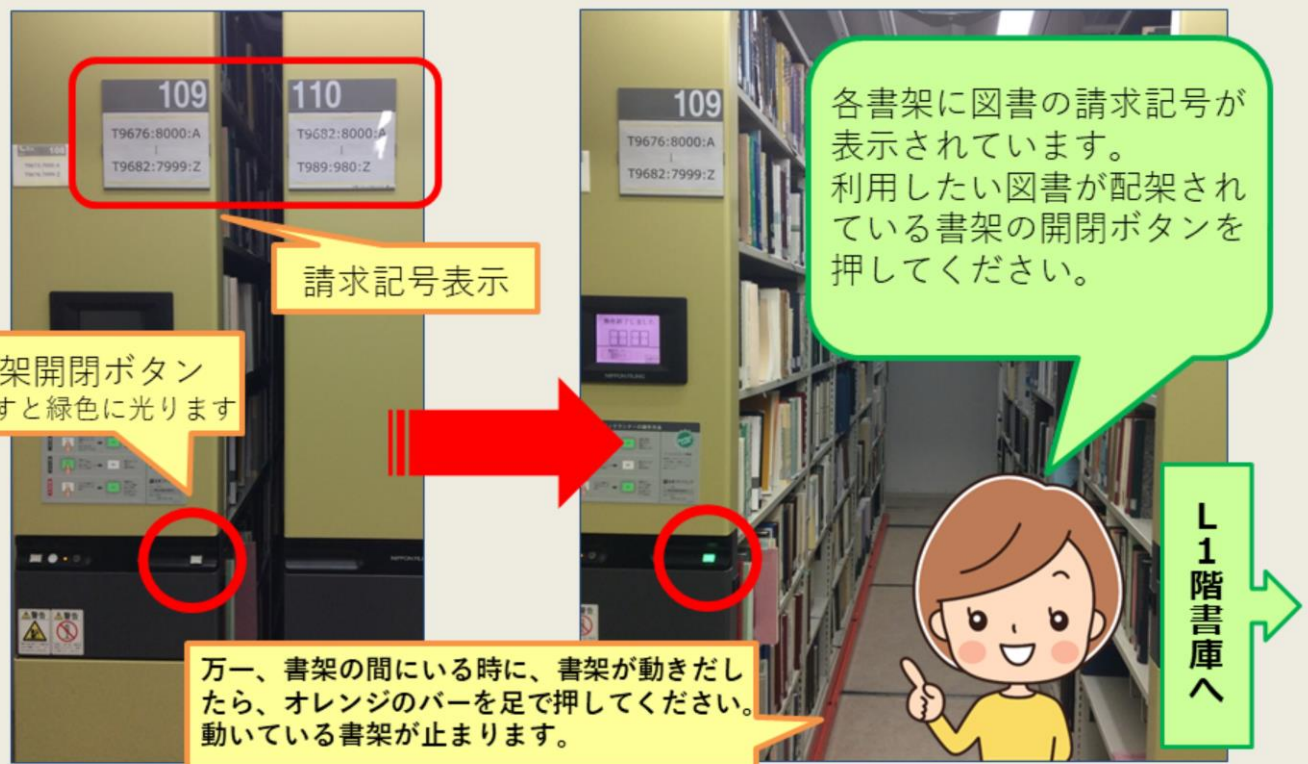 109
T9676:8000:A
|
T9682:7999:Z
110
T9682:8000:A
|
T989:980:Z
請求記号表示
架開閉ボタン
すと緑色に光ります
109
T9676:8000:A
|
T9682:7999:Z
各書架に図書の請求記号が
表示されています。
利用したい図書が配架され
ている書架の開閉ボタンを
押してください。
万一、書架の間にいる時に、書架が動きだし
たら、オレンジのバーを足で押してください。
動いている書架が止まります。
L1階書庫へ